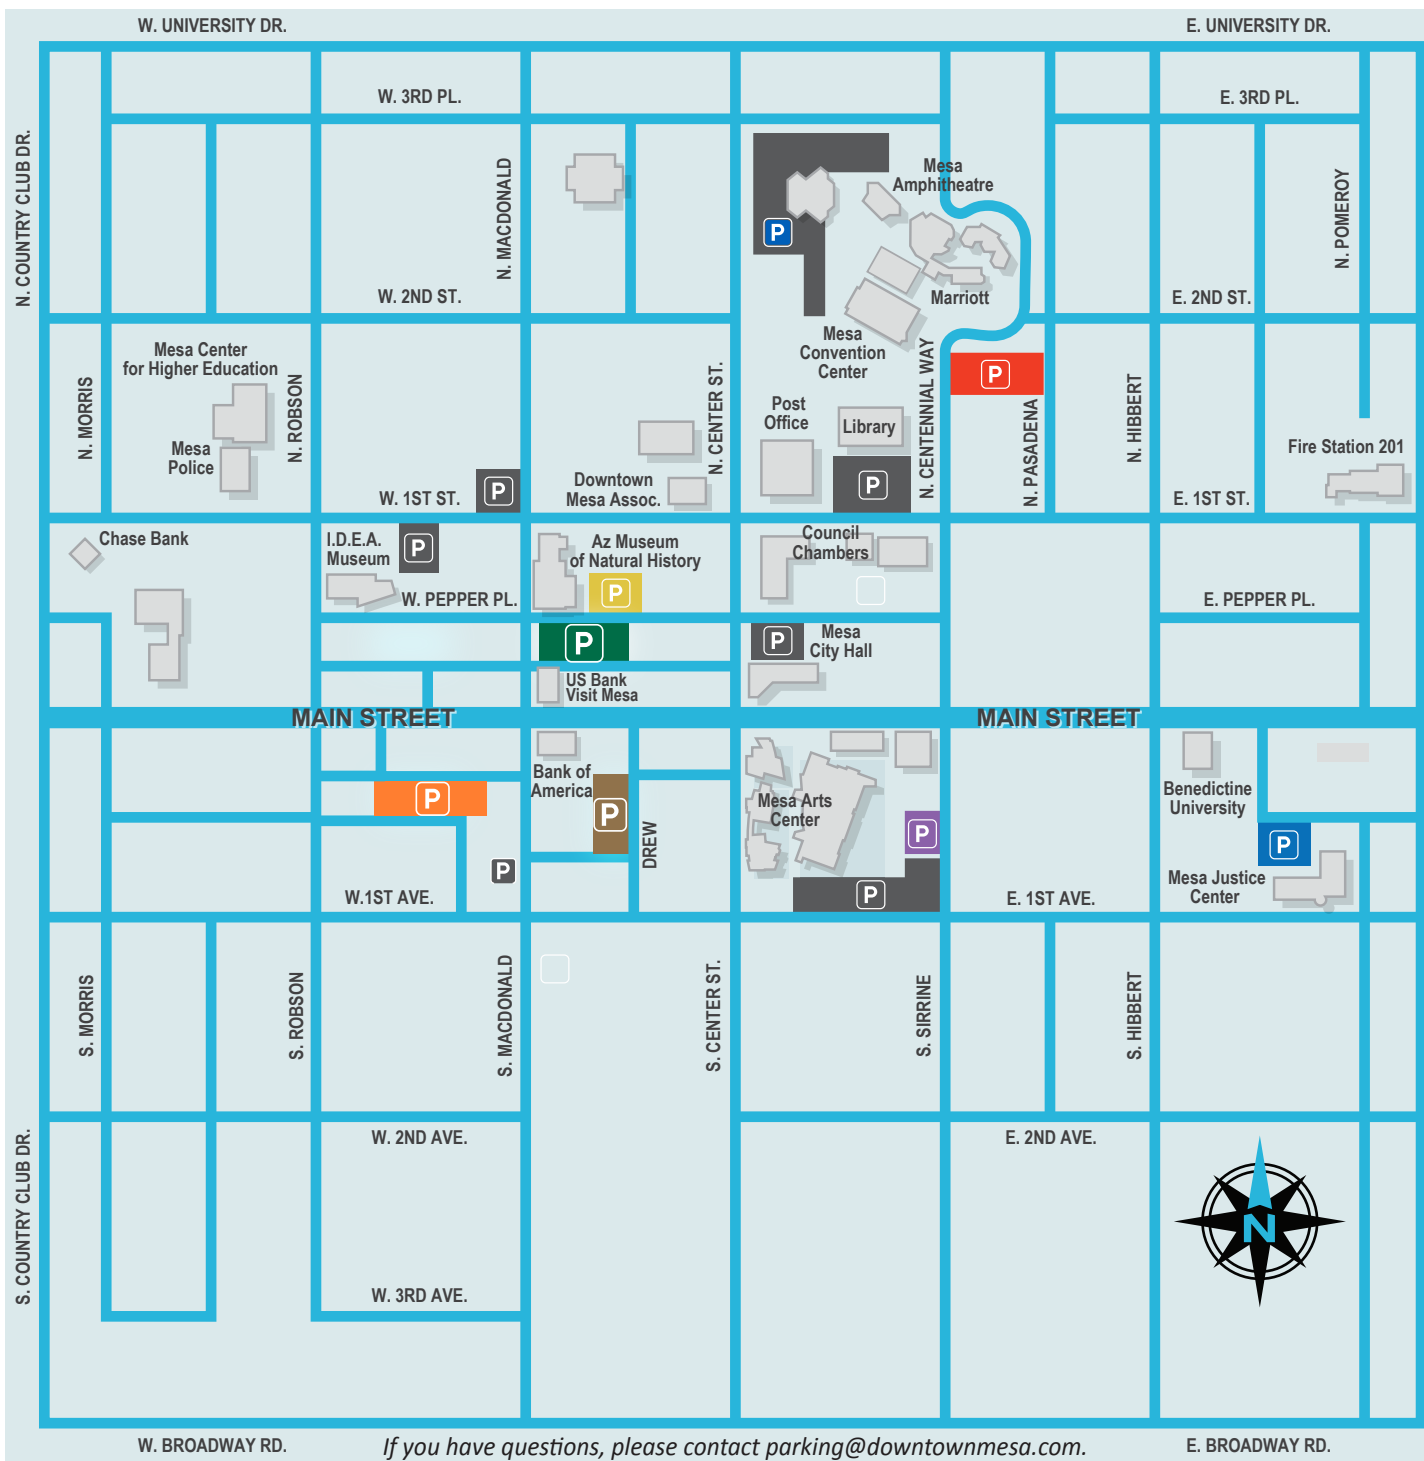 W. UNIVERSITY DR.
E. UNIVERSITY DR.
W. 3RD PL.
E. 3RD PL.
N. COUNTRY CLUB DR.
N. MACDONALD
Mesa
Amphitheatre
N. POMEROY
P
W. 2ND ST.
Marriott
E. 2ND ST.
Mesa
Convention
Center
Mesa Center
for Higher Education
N. MORRIS
N. ROBSON
N. CENTER ST.
N. CENTENNIAL WAY
P
N. PASADENA
N. HIBBERT
Post
Office
Library
Mesa
Police
Fire Station 201
Downtown
Mesa Assoc.
P
P
W. 1ST ST.
E. 1ST ST.
Chase Bank
I.D.E.A.
Museum
P
Az Museum
of Natural History
Council
Chambers
W. PEPPER PL.
P
E. PEPPER PL.
P
P
Mesa
City Hall
US Bank
Visit Mesa
MAIN STREET
MAIN STREET
Bank of
America
Benedictine
University
P
P
Mesa Arts
Center
P
DREW
P
P
Mesa Justice
Center
W.1ST AVE.
P
E. 1ST AVE.
S. MORRIS
S. ROBSON
S. MACDONALD
S. CENTER ST.
S. SIRRINE
S. HIBBERT
W. 2ND AVE.
E. 2ND AVE.
S. COUNTRY CLUB DR.
N
W. 3RD AVE.
W. BROADWAY RD.
If you have questions, please contact parking@downtownmesa.com.
E. BROADWAY RD.